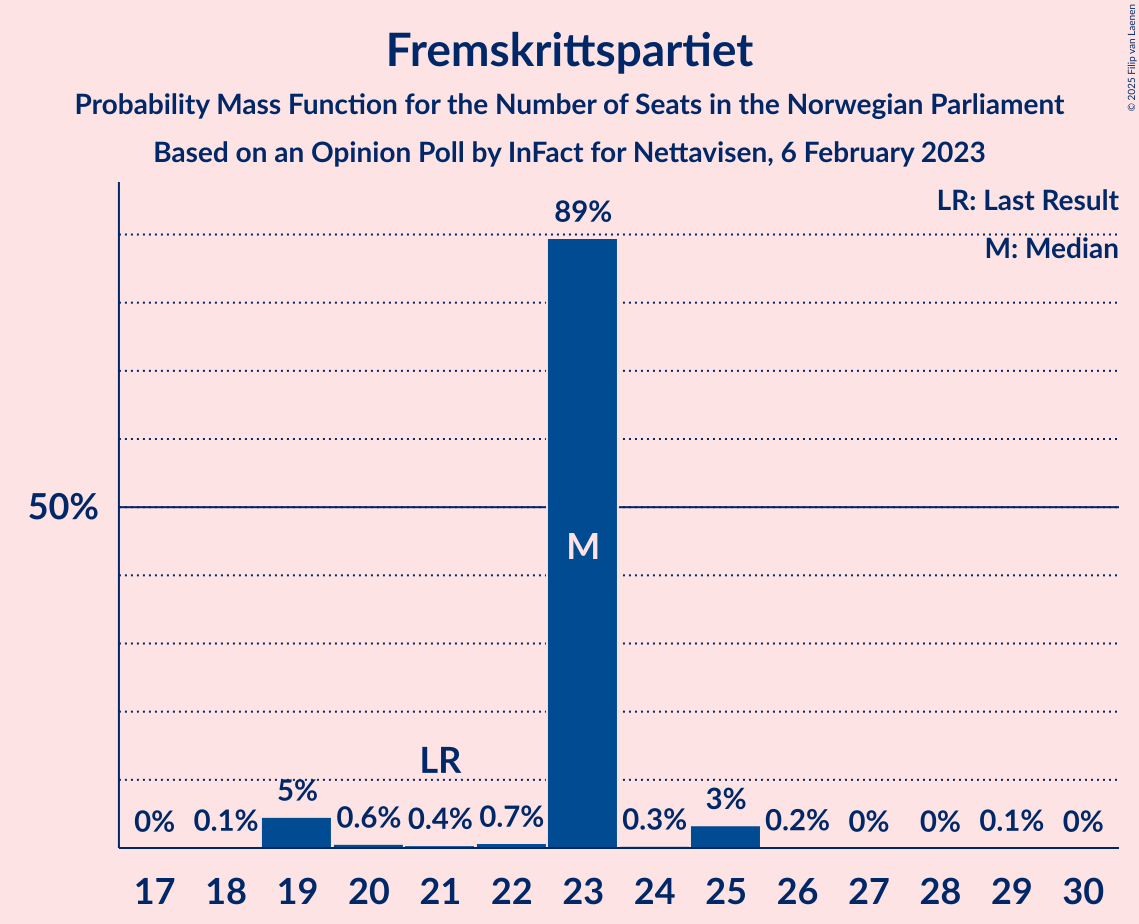 Fremskrittspartiet
Probability Mass Function for the Number of Seats in the Norwegian Parliament
Based on an Opinion Poll by InFact for Nettavisen, 6 February 2023
© 2025 Filip van Laenen
LR: Last Result
M: Median
89%
50%
M
LR
0% 0.1% 5% 0.6% 0.4% 0.7% 0.3% 3% 0.2% 0% 0% 0.1% 0%
17 18 19 20 21 22 23 24 25 26 27 28 29 30